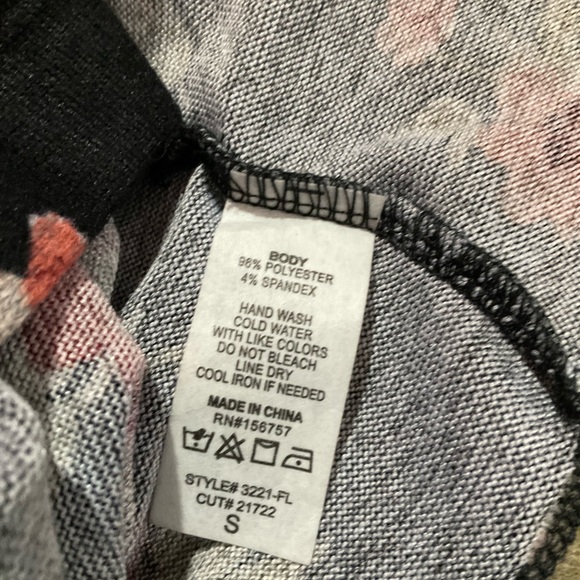 BODY
96% POLYESTER
4% SPANDEX
HAND WASH
COLD WATER
WITH LIKE COLORS
DO NOT BLEACH
LINE DRY
COOL IRON IF NEEDED
MADE IN CHINA
RN#156757
STYLE# 3221-FL
CUT# 21722
S